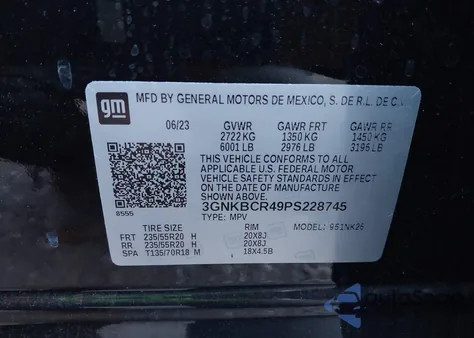 gm
MFD BY GENERAL MOTORS DE MEXICO, S. DE R.L. DE C.V.
06/23 GVWR GAWR FRT GAWR RR
2722 KG 1350 KG 1450 KG
6001 LB 2976 LB 3196 LB
THIS VEHICLE CONFORMS TO ALL
APPLICABLE U.S. FEDERAL MOTOR
VEHICLE SAFETY STANDARDS IN EFFECT
ON THE DATE OF MANUFACTURE SHOWN ABOVE.
3GNKBCR49PS228745
8555
TYPE: MPV MODEL: 1NK26
RIM
FRT 235/55R20 H 20X8J
RR 235/55R20 H 20X8J
SPA T135/70R18 M 18X4.5B